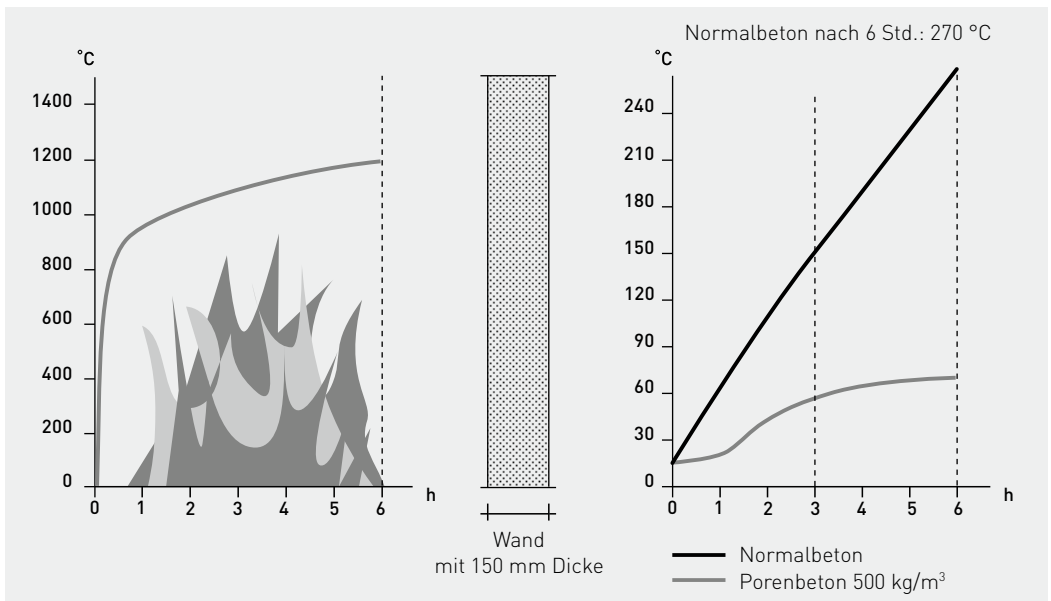 Normalbeton nach 6 Std.: 270 °C
°C
1400
1200
1000
800
600
400
200
0
0 1 2 3 4 5 6
h
Wand
mit 150 mm Dicke
°C
240
210
180
150
120
90
60
30
0
0 1 2 3 4 5 6
h
Normalbeton
Porenbeton 500 kg/m³